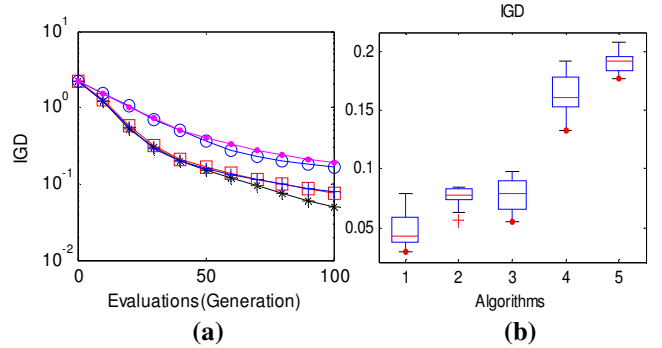 IGD
10^1
10^0
10^-1
10^-2
IGD
0 50 100
Evaluations(Generation)
(a)
0.2
0.15
0.1
0.05
1 2 3 4 5
Algorithms
(b)